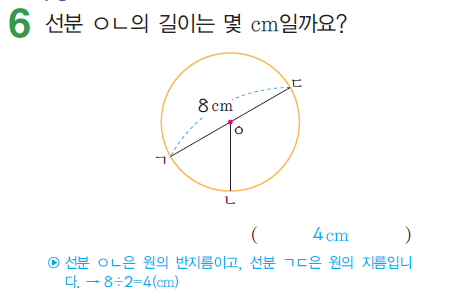 6 선분 ㅇㄴ의 길이는 몇 cm일까요?
ㄷ
8 cm
ㅇ
ㄱ
ㄴ
( 4 cm )
선분 ㅇㄴ은 원의 반지름이고, 선분 ㄱㄷ은 원의 지름입니
다. → 8÷2=4(cm)